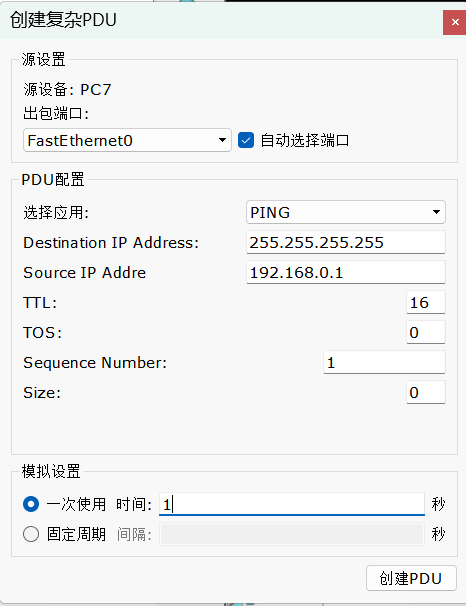 创建复杂PDU
源设置
源设备: PC7
出包端口:
FastEthernet0 自动选择端口
PDU配置
选择应用: PING
Destination IP Address: 255.255.255.255
Source IP Addre 192.168.0.1
TTL: 16
TOS: 0
Sequence Number: 1
Size: 0
模拟设置
一次使用 时间: 1 秒
固定周期 间隔: 秒
创建PDU